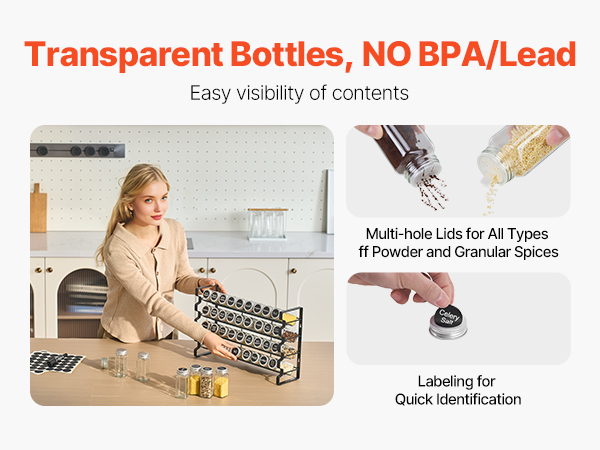 Transparent Bottles, NO BPA/Lead
Easy visibility of contents
Multi-hole Lids for All Types
ff Powder and Granular Spices
Celery
Salt
Labeling for
Quick Identification